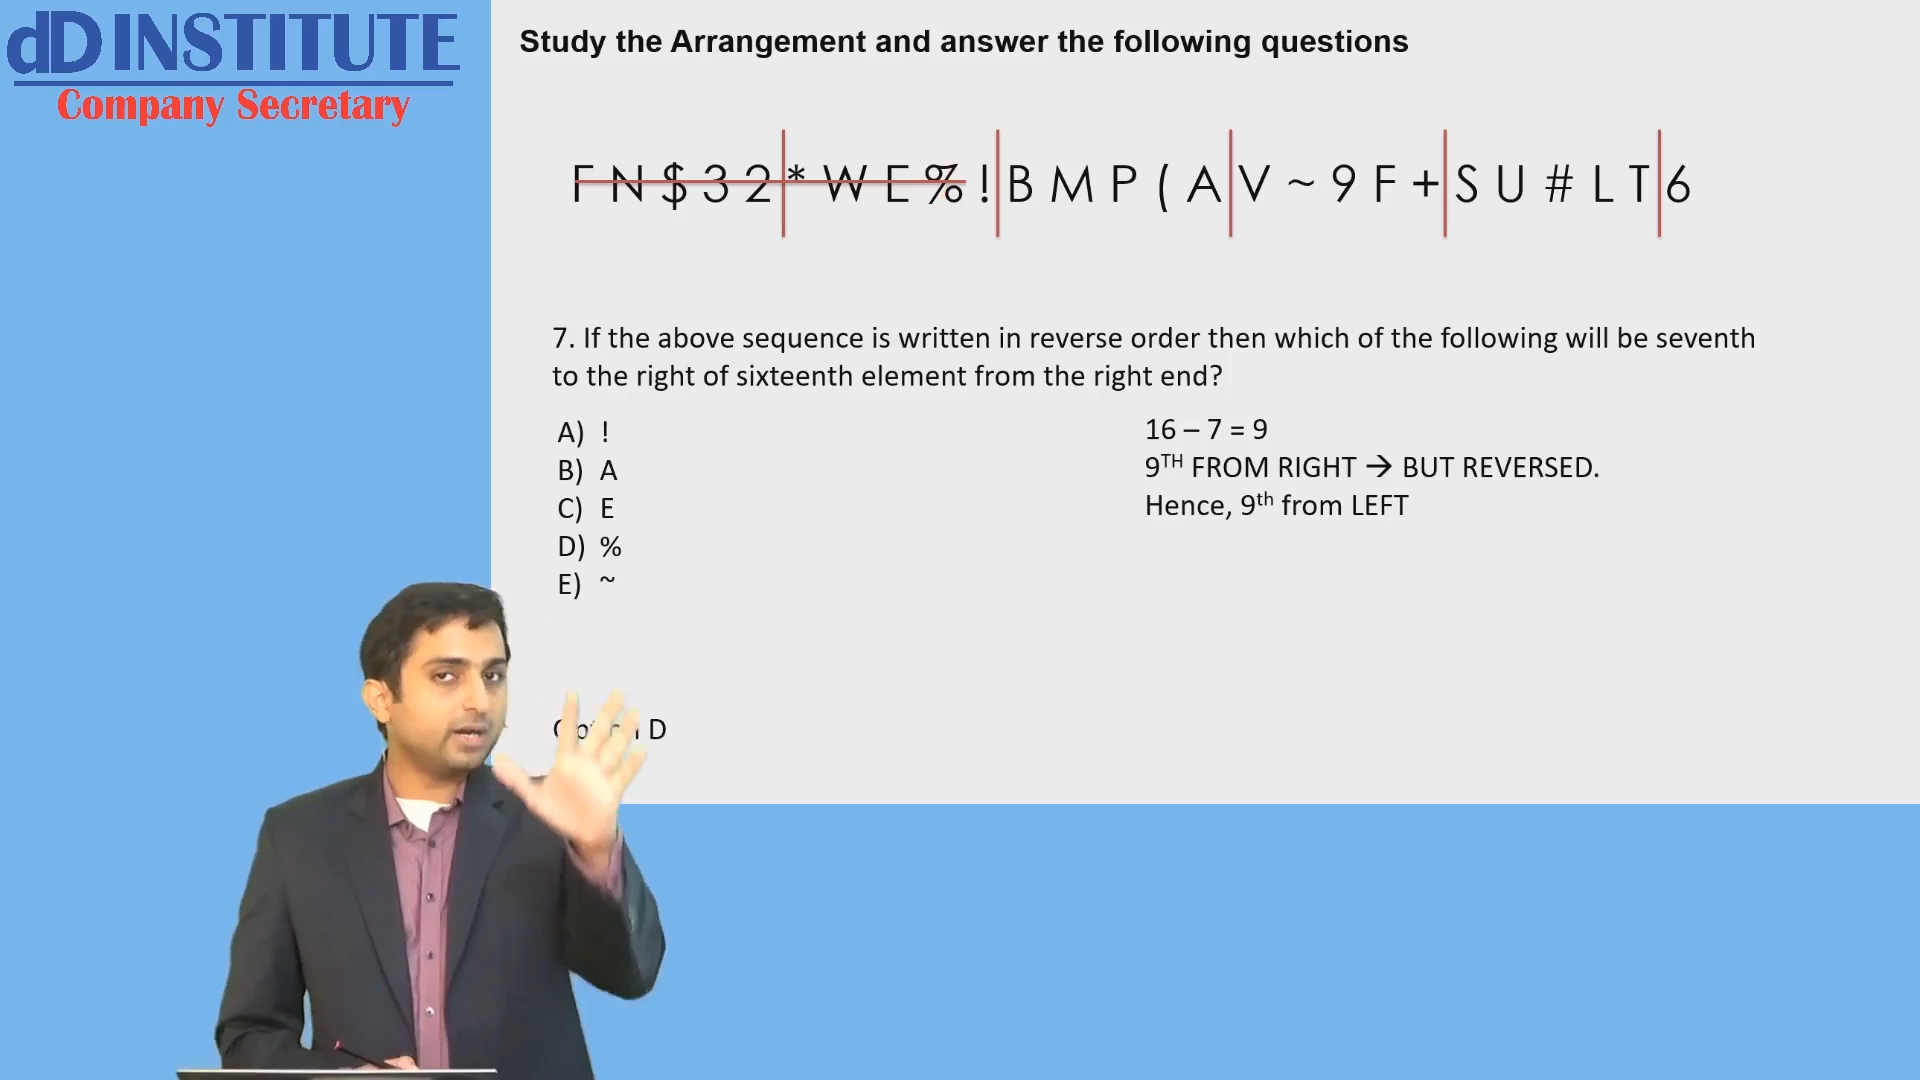 dD INSTITUTE
Company Secretary
Study the Arrangement and answer the following questions
F N $ 3 2 * W E % ! B M P ( A V ~ 9 F + S U # L T 6
7. If the above sequence is written in reverse order then which of the following will be seventh
to the right of sixteenth element from the right end?
A) !
B) A
C) E
D) %
E) ~
16 – 7 = 9
9TH FROM RIGHT → BUT REVERSED.
Hence, 9th from LEFT
D